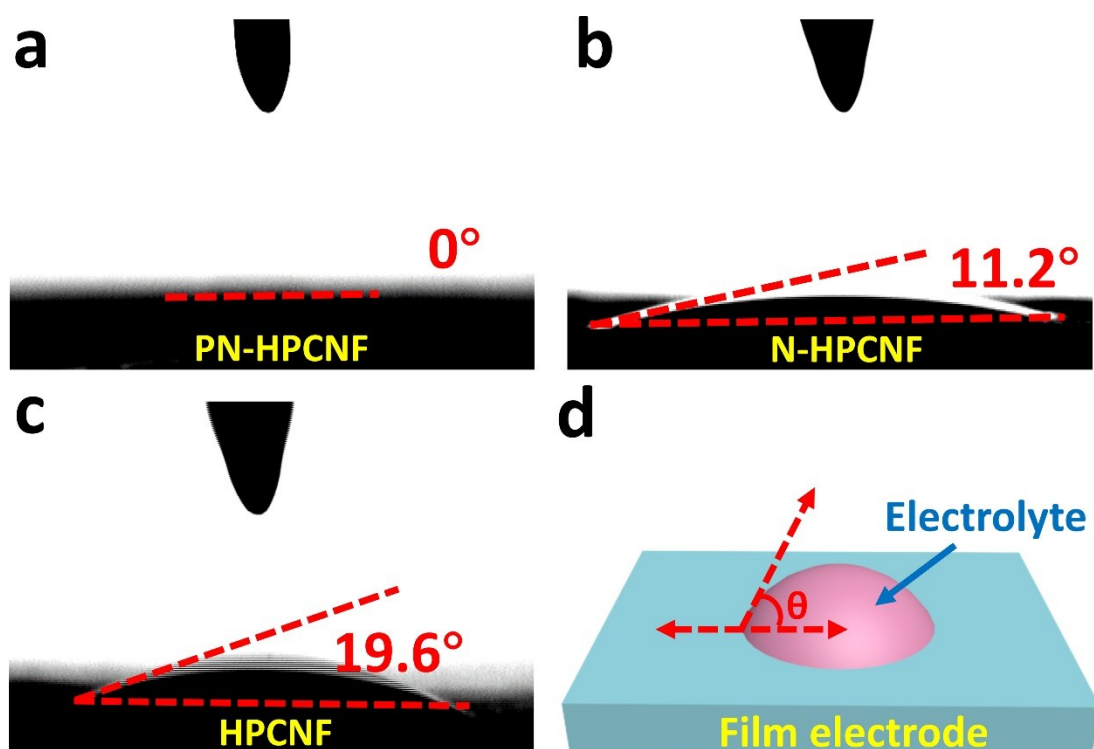 a
0°
PN-HPCNF
b
11.2°
N-HPCNF
c
19.6°
HPCNF
d
Electrolyte
θ
Film electrode